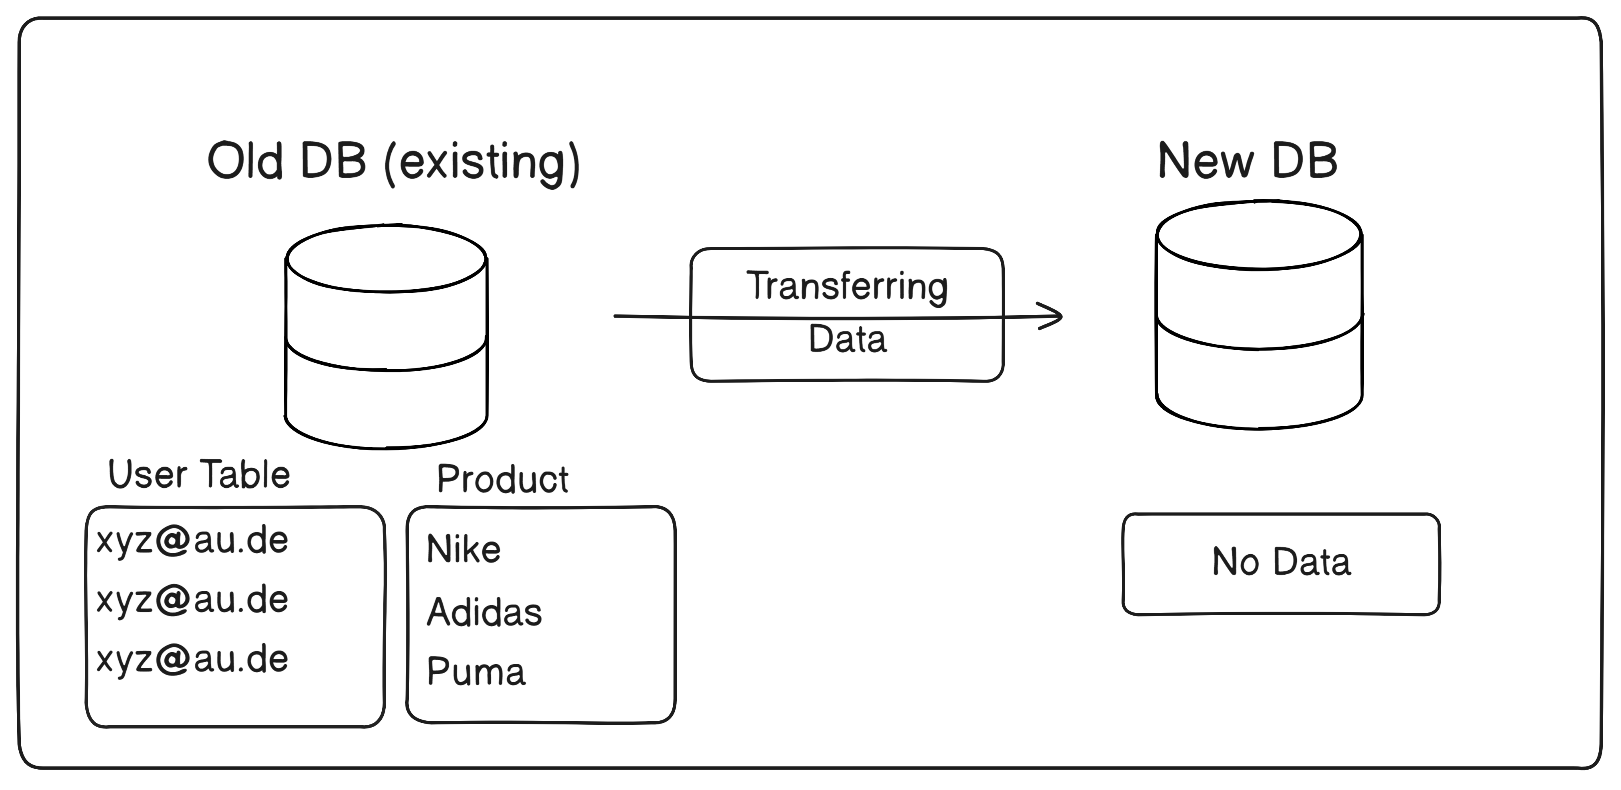 Old DB (existing)
New DB
Transferring
Data
User Table
Product
xyz@au.de
xyz@au.de
xyz@au.de
Nike
Adidas
Puma
No Data